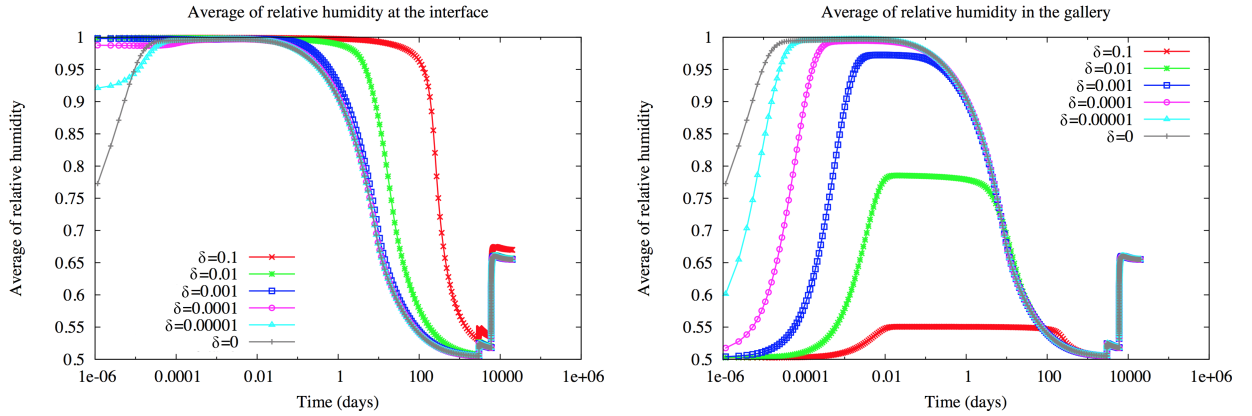 Average of relative humidity at the interface
Average of relative humidity
1
0.95
0.9
0.85
0.8
0.75
0.7
0.65
0.6
0.55
0.5
δ=0.1
δ=0.01
δ=0.001
δ=0.0001
δ=0.00001
δ=0
1e-06 0.0001 0.01 1 100 10000 1e+06
Time (days)
Average of relative humidity in the gallery
Average of relative humidity
1
0.95
0.9
0.85
0.8
0.75
0.7
0.65
0.6
0.55
0.5
δ=0.1
δ=0.01
δ=0.001
δ=0.0001
δ=0.00001
δ=0
1e-06 0.0001 0.01 1 100 10000 1e+06
Time (days)